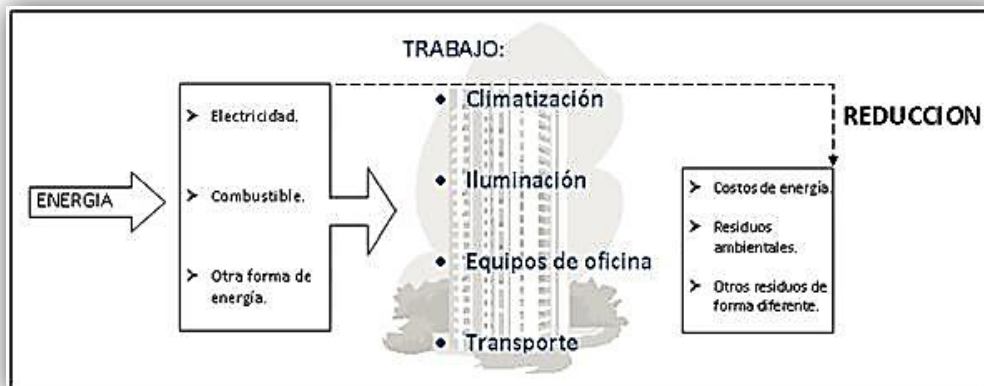 TRABAJO:
ENERGIA
➤ Electricidad.
➤ Combustible.
➤ Otra forma de
energía.
• Climatización
• Iluminación
• Equipos de oficina
• Transporte
REDUCCION
➤ Costos de energía.
➤ Residuos
ambientales.
➤ Otros residuos de
forma diferente.